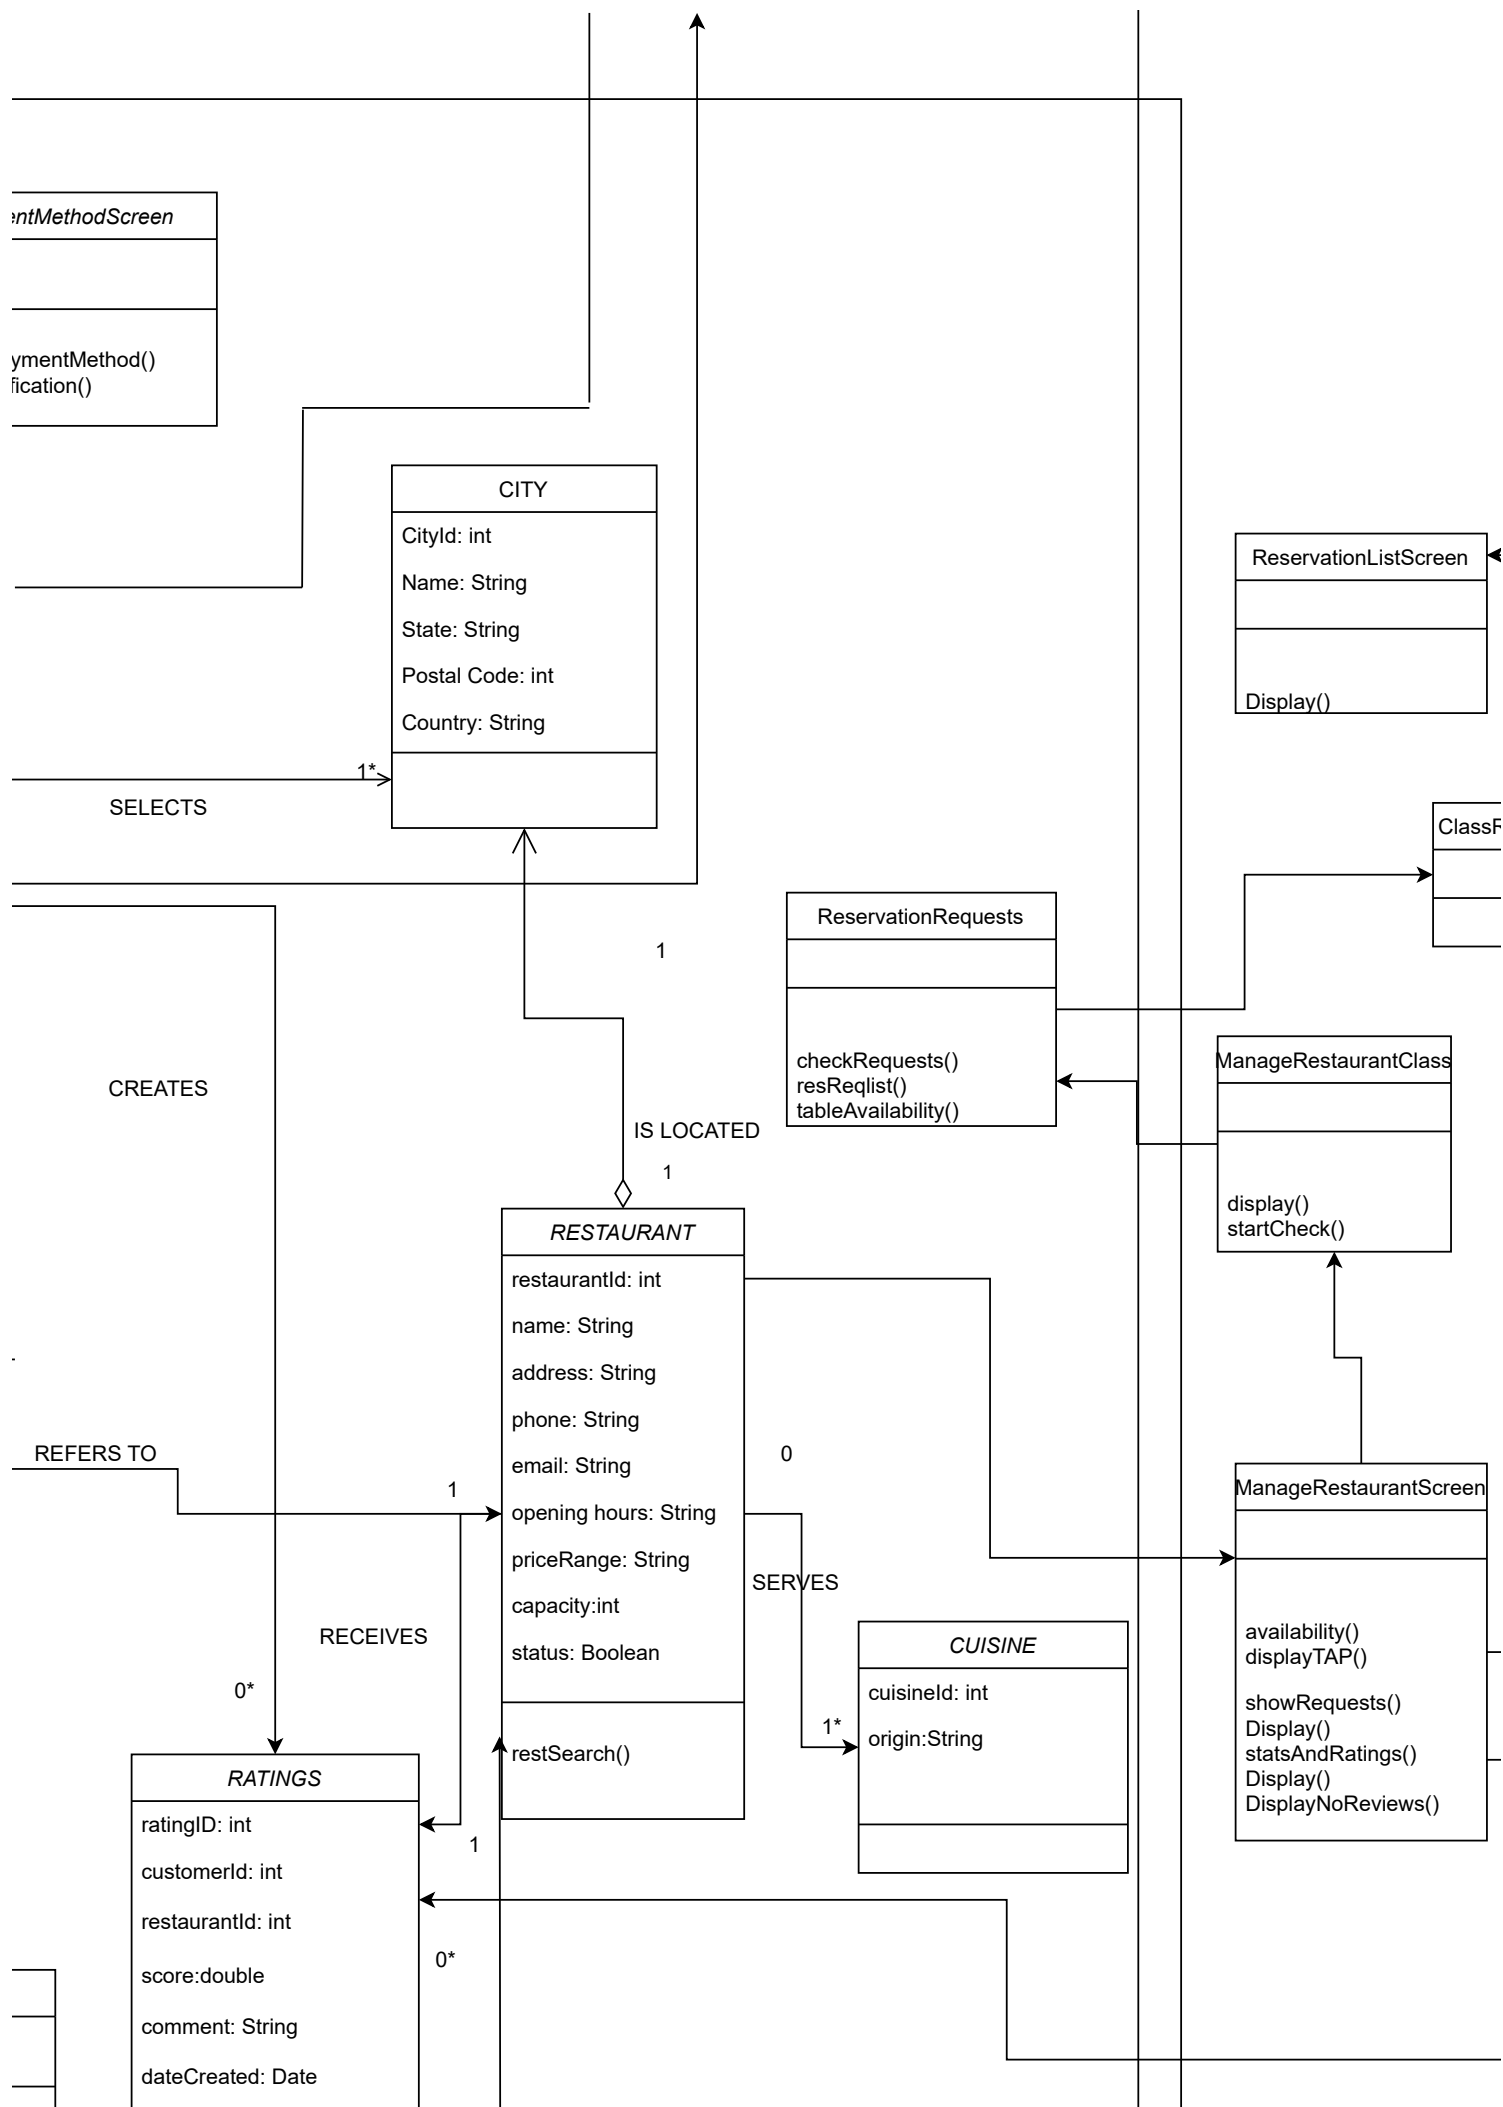 entMethodScreen
ymentMethod()
fication()
CITY
CityId: int
Name: String
State: String
Postal Code: int
Country: String
1*
SELECTS
ReservationListScreen
Display()
ClassR
ReservationRequests
checkRequests()
resReqlist()
tableAvailability()
1
CREATES
IS LOCATED
1
ManageRestaurantClass
display()
startCheck()
RESTAURANT
restaurantId: int
name: String
address: String
phone: String
email: String
opening hours: String
priceRange: String
capacity:int
status: Boolean
restSearch()
REFERS TO
1
0
SERVES
RECEIVES
0*
1*
CUISINE
cuisineId: int
origin:String
ManageRestaurantScreen
availability()
displayTAP()
showRequests()
Display()
statsAndRatings()
Display()
DisplayNoReviews()
RATINGS
ratingID: int
customerId: int
restaurantId: int
score:double
comment: String
dateCreated: Date
1
0*